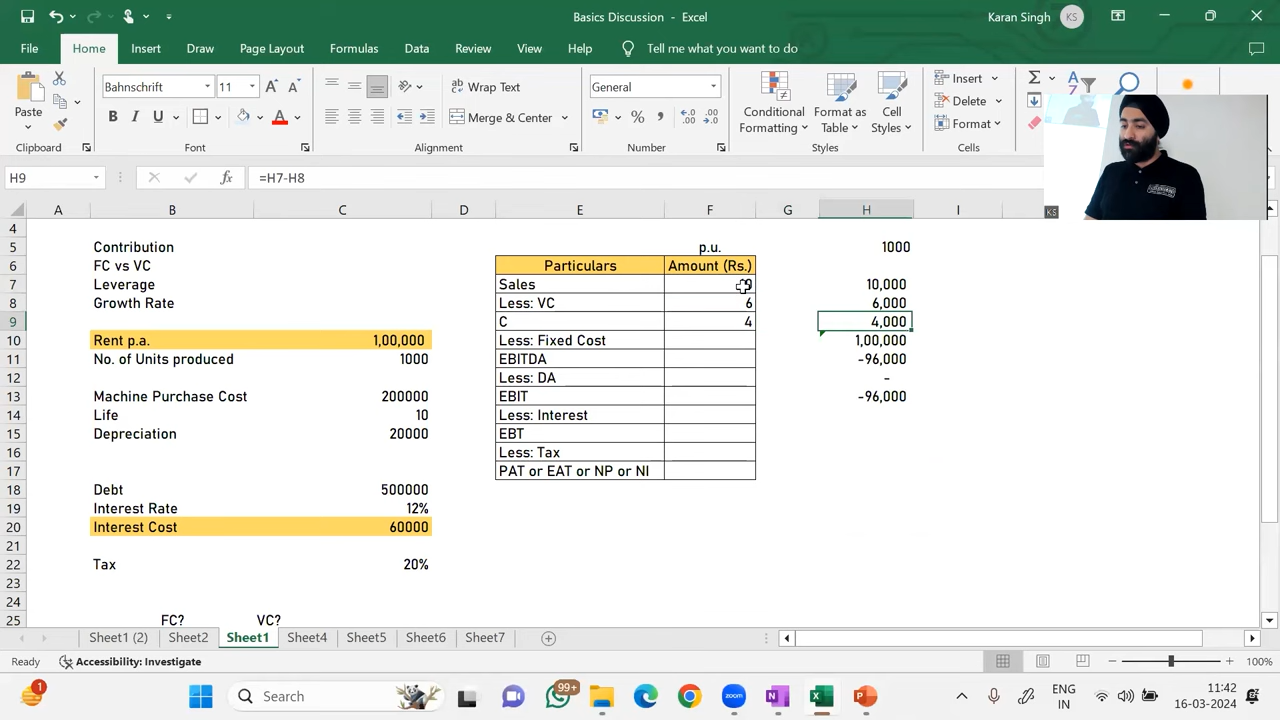 Basics Discussion - Excel
Karan Singh
KS
File
Home
Insert
Draw
Page Layout
Formulas
Data
Review
View
Help
Tell me what you want to do
Paste
Clipboard
Bahnschrift
11
Font
Wrap Text
Merge & Center
Alignment
General
Number
Conditional Formatting
Format as Table
Cell Styles
Styles
Insert
Delete
Format
Cells
H9
=H7-H8
KS
A B C D E F G H I
4
5 Contribution p.u. 1000
6 FC vs VC Particulars Amount (Rs.)
7 Leverage Sales 10,000
8 Growth Rate Less: VC 6 6,000
9 C 4 4,000
10 Rent p.a. 1,00,000 Less: Fixed Cost 1,00,000
11 No. of Units produced 1000 EBITDA -96,000
12 Less: DA -
13 Machine Purchase Cost 200000 EBIT -96,000
14 Life 10 Less: Interest
15 Depreciation 20000 EBT
16 Less: Tax
17 PAT or EAT or NP or NI
18 Debt 500000
19 Interest Rate 12%
20 Interest Cost 60000
21
22 Tax 20%
23
24
25 FC? VC?
Sheet1 (2) Sheet2 Sheet1 Sheet4 Sheet5 Sheet6 Sheet7
Ready Accessibility: Investigate 100%
1
Search
99+
zoom
ENG
IN
11:42
16-03-2024